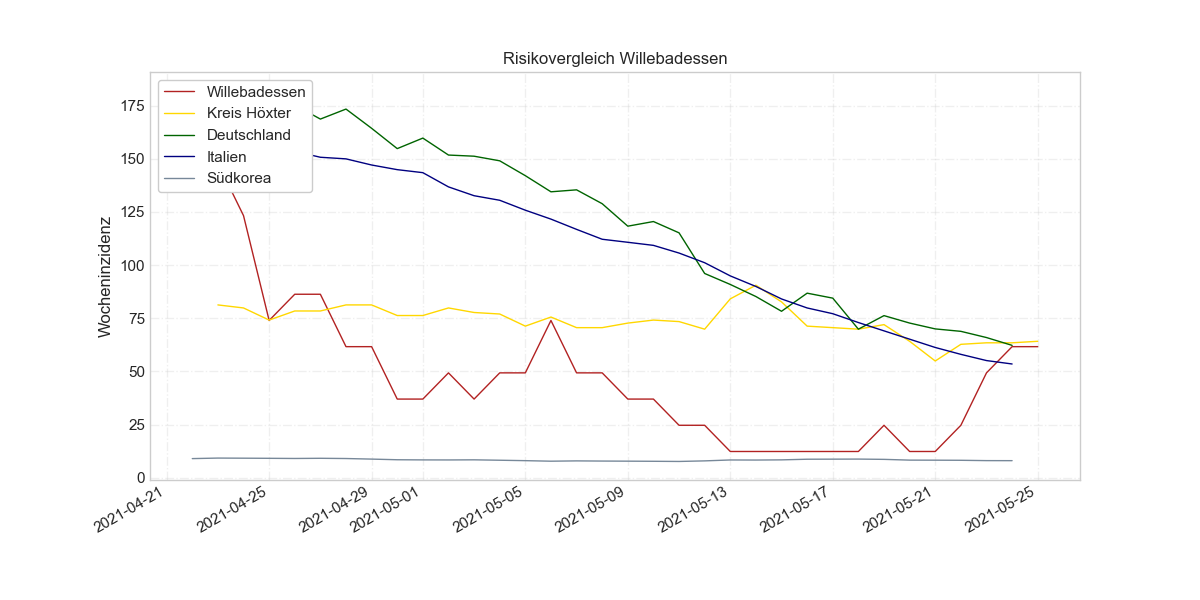 Risikovergleich Willebadessen
Willebadessen
Kreis Höxter
Deutschland
Italien
Südkorea
Wocheninzidenz
175
150
125
100
75
50
25
0
2021-04-21
2021-04-25
2021-04-29
2021-05-01
2021-05-05
2021-05-09
2021-05-13
2021-05-17
2021-05-21
2021-05-25